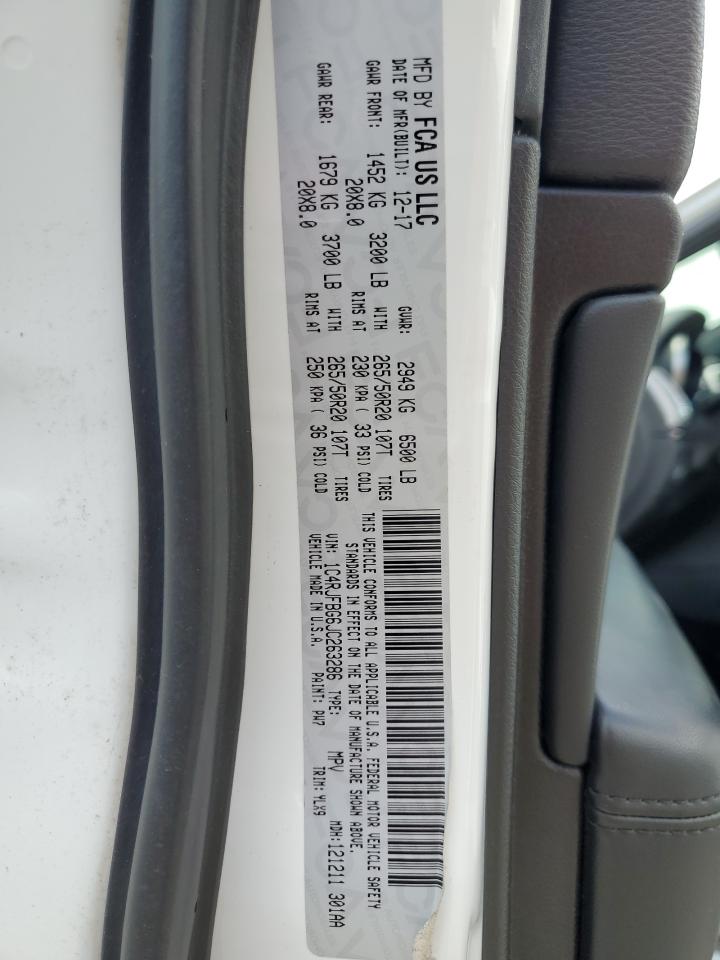 MFD BY FCA US LLC
DATE OF MFR(BUILT): 12-17 GVWR: 2949 KG 6500 LB
GAWR FRONT: 1452 KG 3200 LB WITH 265/50R20 107T TIRES
20X8.0 RIMS AT 230 KPA ( 33 PSI) COLD
GAWR REAR: 1679 KG 3700 LB WITH 265/50R20 107T TIRES
20X8.0 RIMS AT 250 KPA ( 36 PSI) COLD
THIS VEHICLE CONFORMS TO ALL APPLICABLE U.S.A. FEDERAL MOTOR VEHICLE SAFETY
STANDARDS IN EFFECT ON THE DATE OF MANUFACTURE SHOWN ABOVE.
VIN: 1C4RJFBG6JC263286 TYPE: MPV MDH:121211 301AA
VEHICLE MADE IN U.S.A. PAINT: PW7 TRIM: YLX9